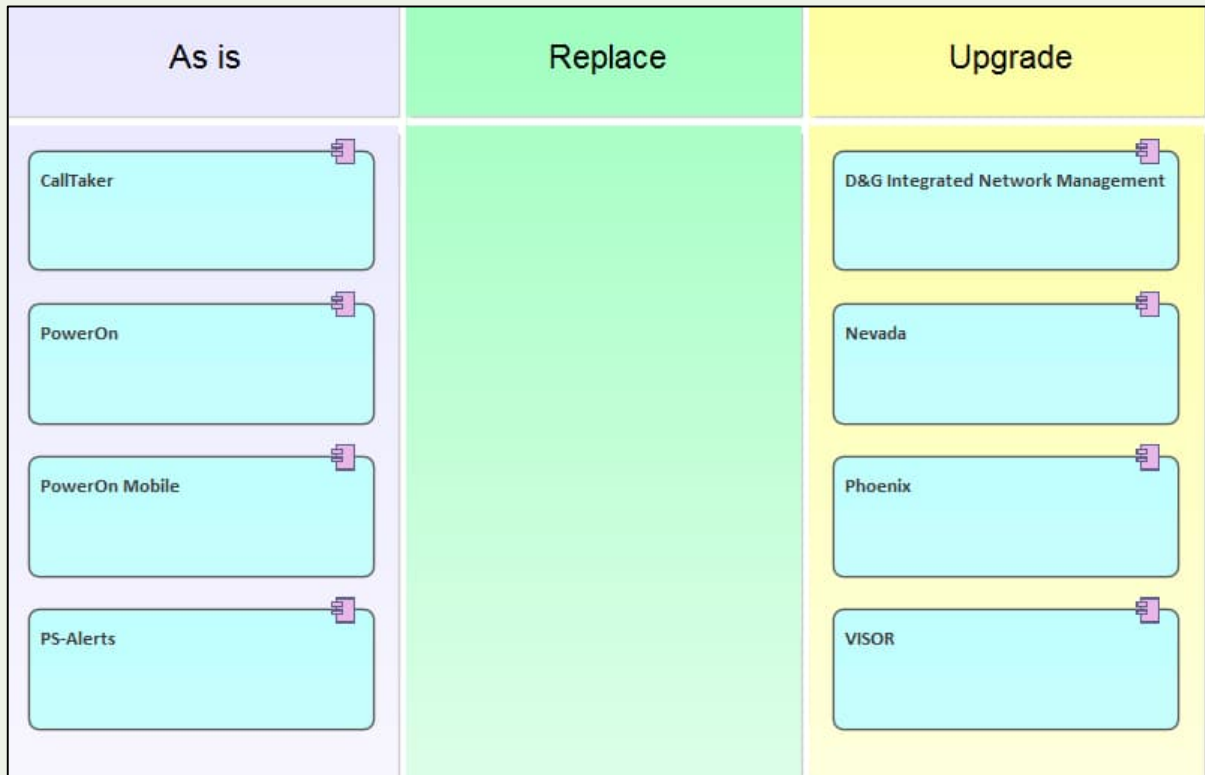 As is
Replace
Upgrade
CallTaker
D&G Integrated Network Management
PowerOn
Nevada
PowerOn Mobile
Phoenix
PS-Alerts
VISOR